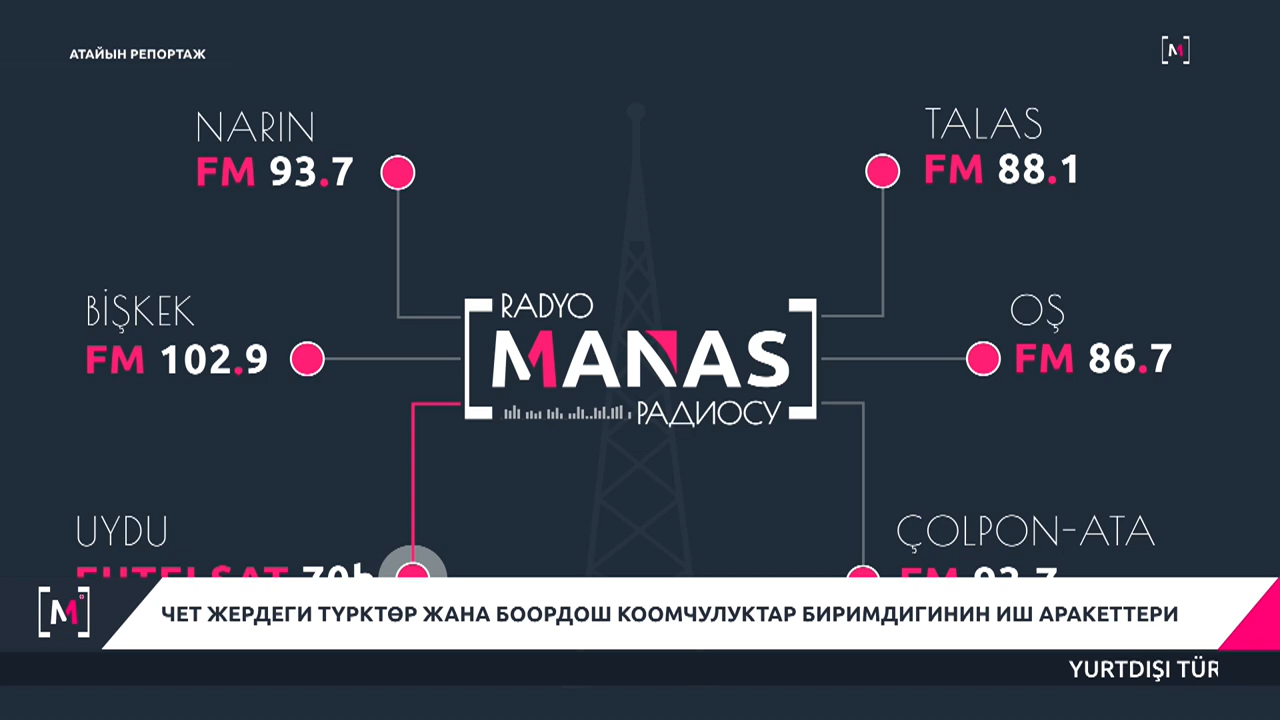 АТАЙЫН РЕПОРТАЖ
[M]
NARIN
FM 93.7
TALAS
FM 88.1
BİŞKEK
FM 102.9
RADYO
MANAS
РАДИОСУ
OŞ
FM 86.7
UYDU
ÇOLPON-ATA
FM
[M]
ЧЕТ ЖЕРДЕГИ ТҮРКТӨР ЖАНА БООРДОШ КООМЧУЛУКТАР БИРИМДИГИНИН ИШ АРАКЕТТЕРИ
YURTDIŞI TÜR